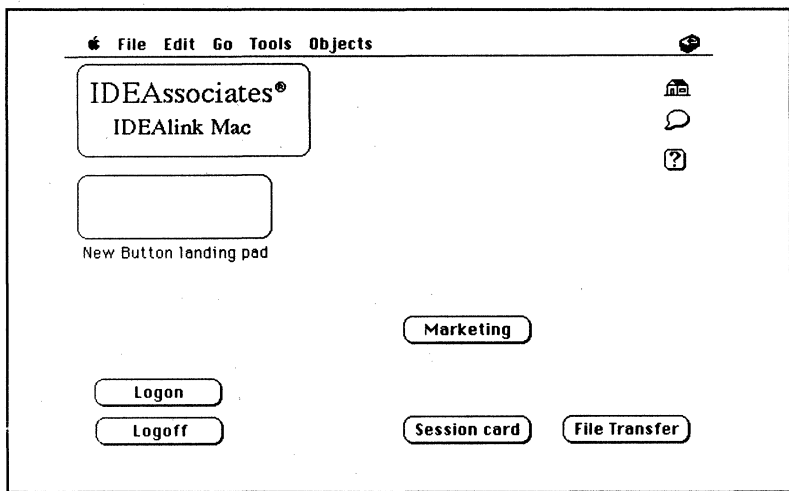 File Edit Go Tools Objects
IDEAssociates®
IDEAlink Mac
?
New Button landing pad
Marketing
Logon
Logoff
Session card
File Transfer